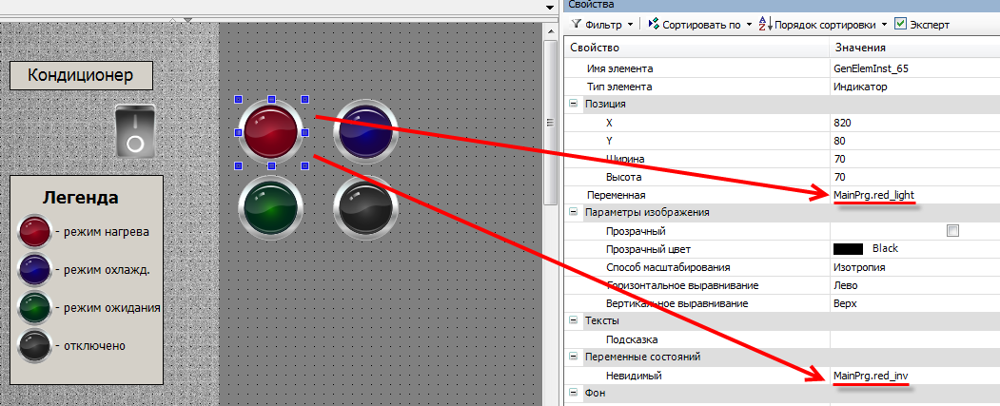 Кондиционер
Легенда
- режим нагрева
- режим охлажд.
- режим ожидания
- отключено
Свойства
Фильтр
Сортировать по
Порядок сортировки
Эксперт
Свойство Значения
Имя элемента GenElemInst_65
Тип элемента Индикатор
Позиция
X 820
Y 80
Ширина 70
Высота 70
Переменная MainPrg.red_light
Параметры изображения
Прозрачный
Прозрачный цвет Black
Способ масштабирования Изотропия
Горизонтальное выравнивание Лево
Вертикальное выравнивание Верх
Тексты
Подсказка
Переменные состояний
Невидимый MainPrg.red_inv
Фон